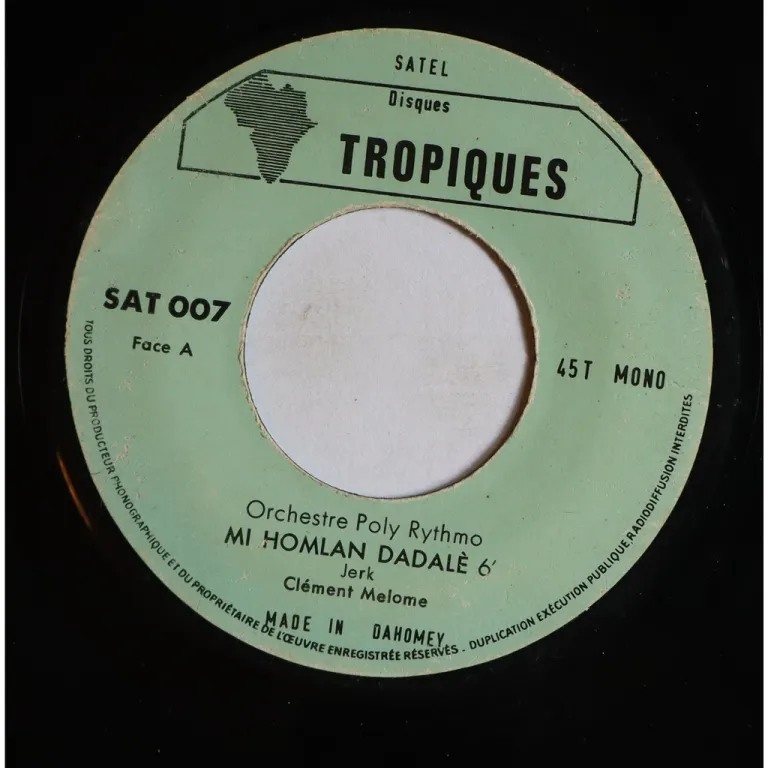 SATEL
Disques
TROPIQUES
SAT 007
Face A
45T MONO
Orchestre Poly Rythmo
MI HOMLAN DADALÈ 6'
Jerk
Clément Melome
MADE IN DAHOMEY
TOUS DROITS DU PRODUCTEUR PHONOGRAPHIQUE ET DU PROPRIÉTAIRE DE L'ŒUVRE ENREGISTRÉE RÉSERVÉS - DUPLICATION EXÉCUTION PUBLIQUE RADIODIFFUSION INTERDITES